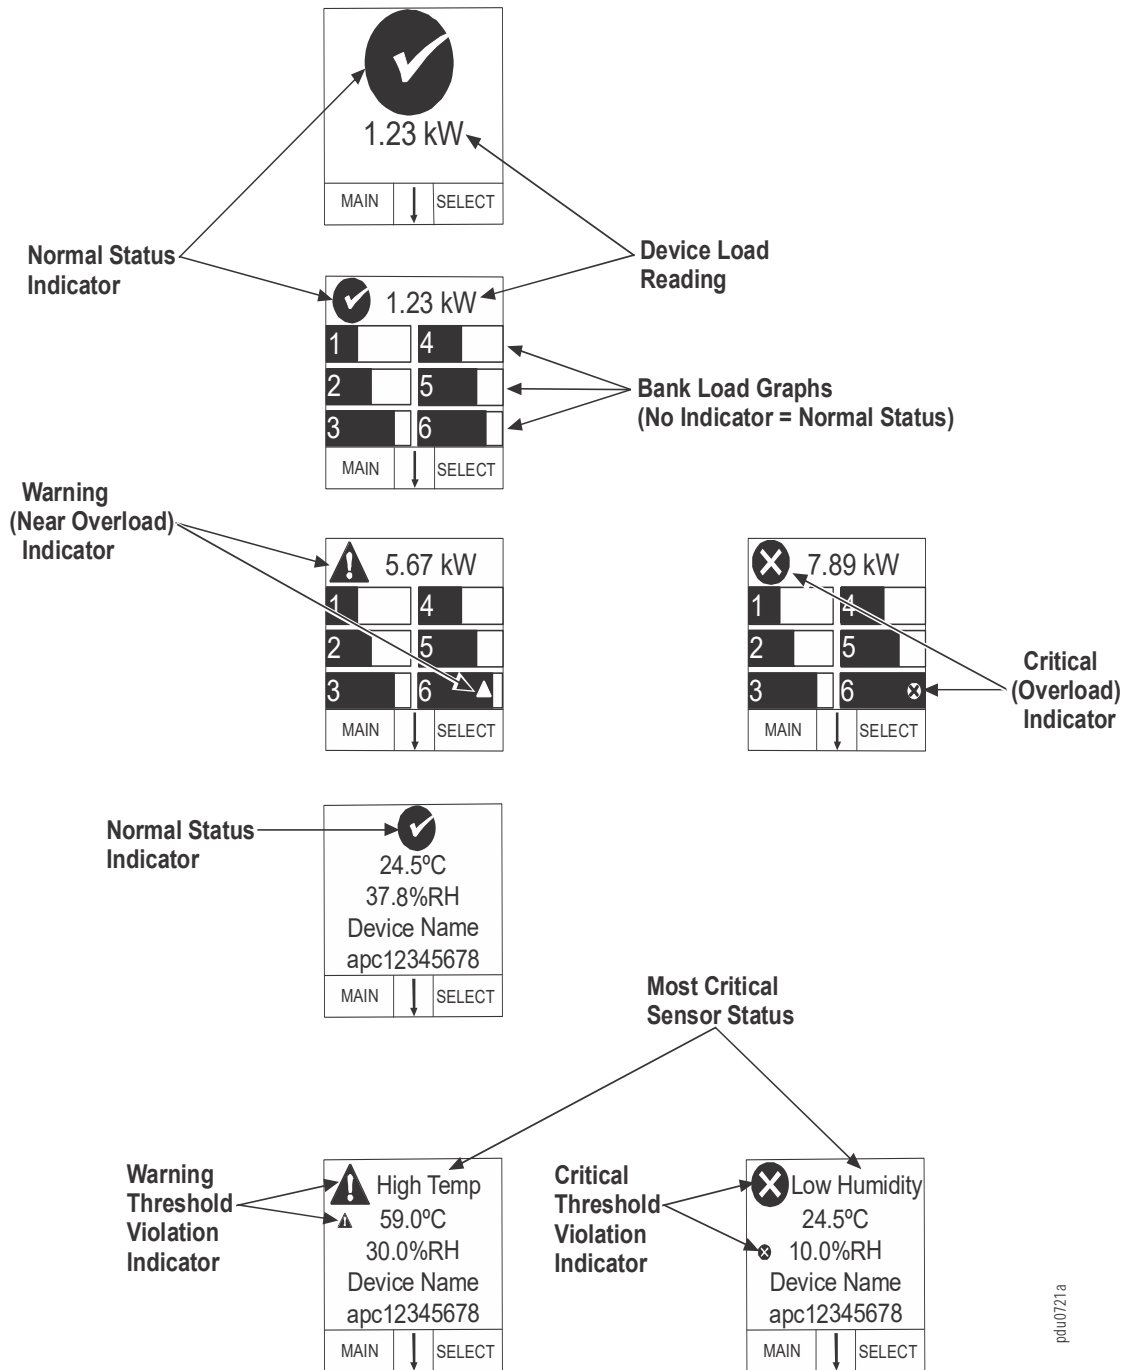 1.23 kW
MAIN SELECT
Normal Status
Indicator
Device Load
Reading
1.23 kW
1 4
2 5
3 6
MAIN SELECT
Bank Load Graphs
(No Indicator = Normal Status)
Warning
(Near Overload)
Indicator
5.67 kW
1 4
2 5
3 6
MAIN SELECT
7.89 kW
1 4
2 5
3 6
MAIN SELECT
Critical
(Overload)
Indicator
Normal Status
Indicator
24.5ºC
37.8%RH
Device Name
apc12345678
MAIN SELECT
Most Critical
Sensor Status
Warning
Threshold
Violation
Indicator
High Temp
59.0ºC
30.0%RH
Device Name
apc12345678
MAIN SELECT
Critical
Threshold
Violation
Indicator
Low Humidity
24.5ºC
10.0%RH
Device Name
apc12345678
MAIN SELECT
pdu0721a